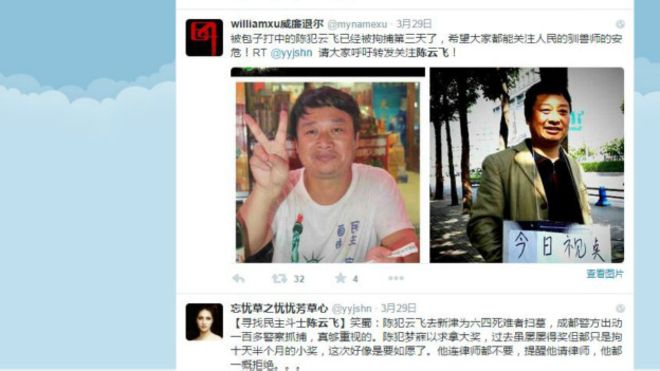 williamxu威廉退尔 @mynamexu · 3月29日
被包子打中的陈犯云飞已经被拘捕第三天了，希望大家都能关注人民的驯兽师的安
危！RT @yyjshn 请大家呼吁转发关注陈云飞！
民主
今日视点
32
4
查看图片
忘忧草之忧忧芳草心 @yyjshn · 3月29日
【寻找民主斗士陈云飞】笑蜀：陈犯云飞去新津为六四死难者扫墓，成都警方出动
一百多警察抓捕，真够重视的。陈犯梦寐以求拿大奖，过去虽屡屡得奖但都只是拘
十天半个月的小奖，这次好像是要如愿了。他连律师都不要，提醒他请律师，他都
一概拒绝。。。